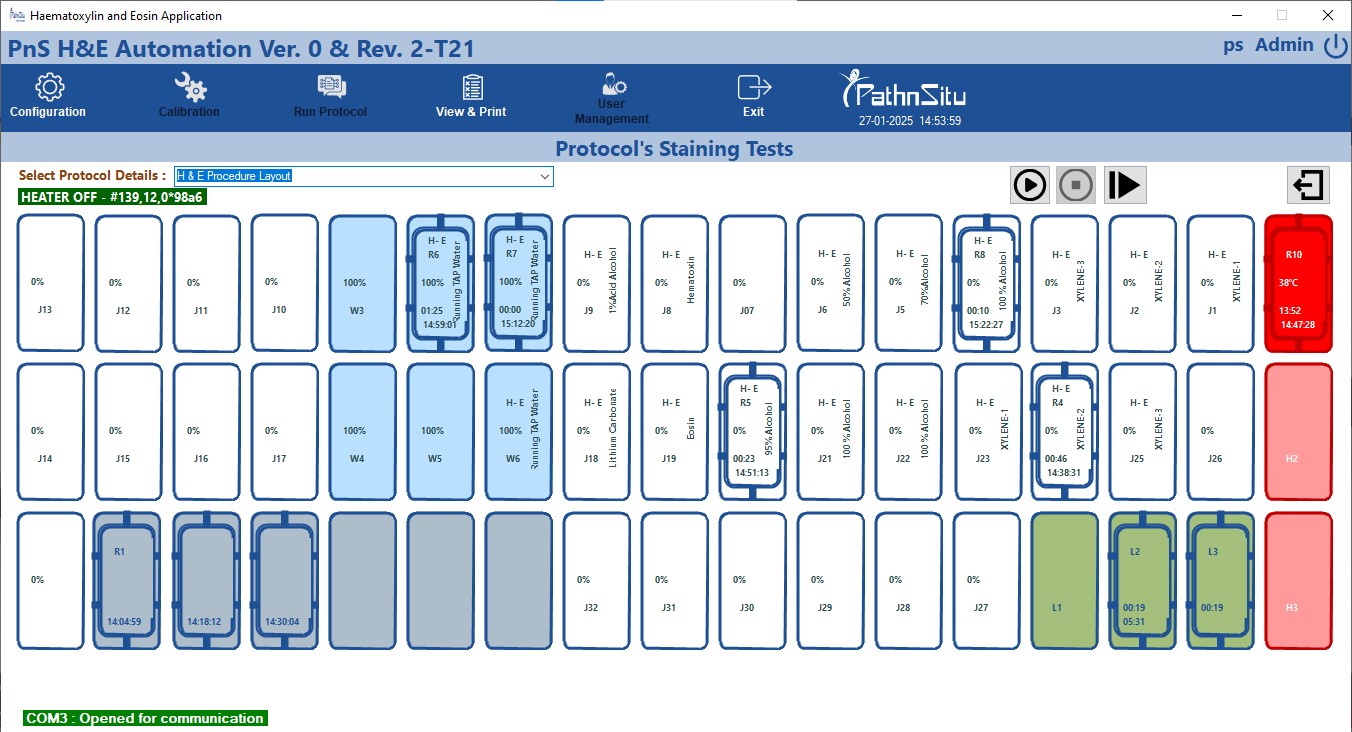 Haematoxylin and Eosin Application
PnS H&E Automation Ver. 0 & Rev. 2-T21
ps Admin
Configuration
Calibration
Run Protocol
View & Print
User Management
Exit
PathnSitu
27-01-2025 14:53:59
Protocol's Staining Tests
Select Protocol Details : H & E Procedure Layout
HEATER OFF - #139,12,0*98a6
0%
J13
0%
J12
0%
J11
0%
J10
100%
W3
H- E
R6
100%
Running TAP Water
01:25
14:59:01
H- E
R7
100%
Running TAP Water
00:00
15:12:20
H- E
0%
1%Acid Alcohol
J9
H- E
0%
Hematoxin
J8
0%
J07
H- E
0%
50% Alcohol
J6
H- E
0%
70%Alcohol
J5
H- E
R8
0%
100 % Alcohol
00:10
15:22:27
H- E
0%
XYLENE-3
J3
H- E
0%
XYLENE-2
J2
H- E
0%
XYLENE-1
J1
R10
38°C
13:52
14:47:28
0%
J14
0%
J15
0%
J16
0%
J17
100%
W4
100%
W5
H- E
100%
Running TAP Water
W6
H- E
0%
Lithium Carbonate
J18
H- E
0%
Eosin
J19
H- E
R5
0%
95% Alcohol
00:23
14:51:13
H- E
0%
100 % Alcohol
J21
H- E
0%
100 % Alcohol
J22
H- E
0%
XYLENE-1
J23
H- E
R4
0%
XYLENE-2
00:46
14:38:31
H- E
0%
XYLENE-3
J25
0%
J26
H2
0%
R1
14:04:59
14:18:12
14:30:04
0%
J32
0%
J31
0%
J30
0%
J29
0%
J28
0%
J27
L1
L2
00:19
05:31
L3
00:19
H3
COM3 : Opened for communication